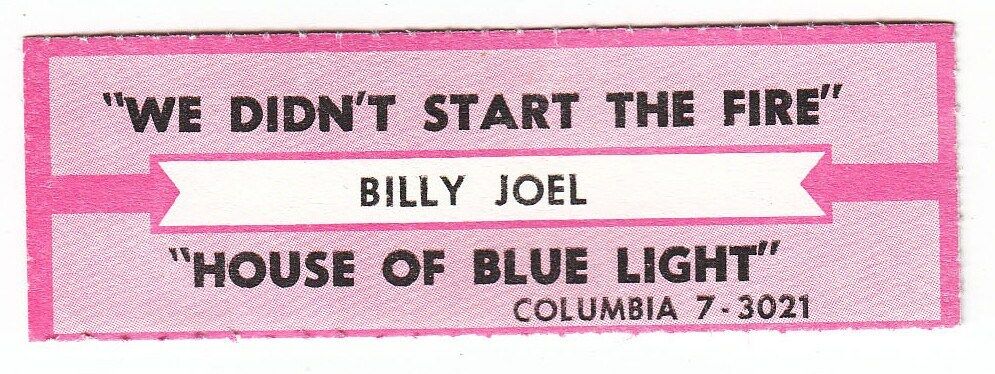 "WE DIDN'T START THE FIRE"
BILLY JOEL
"HOUSE OF BLUE LIGHT"
COLUMBIA 7-3021